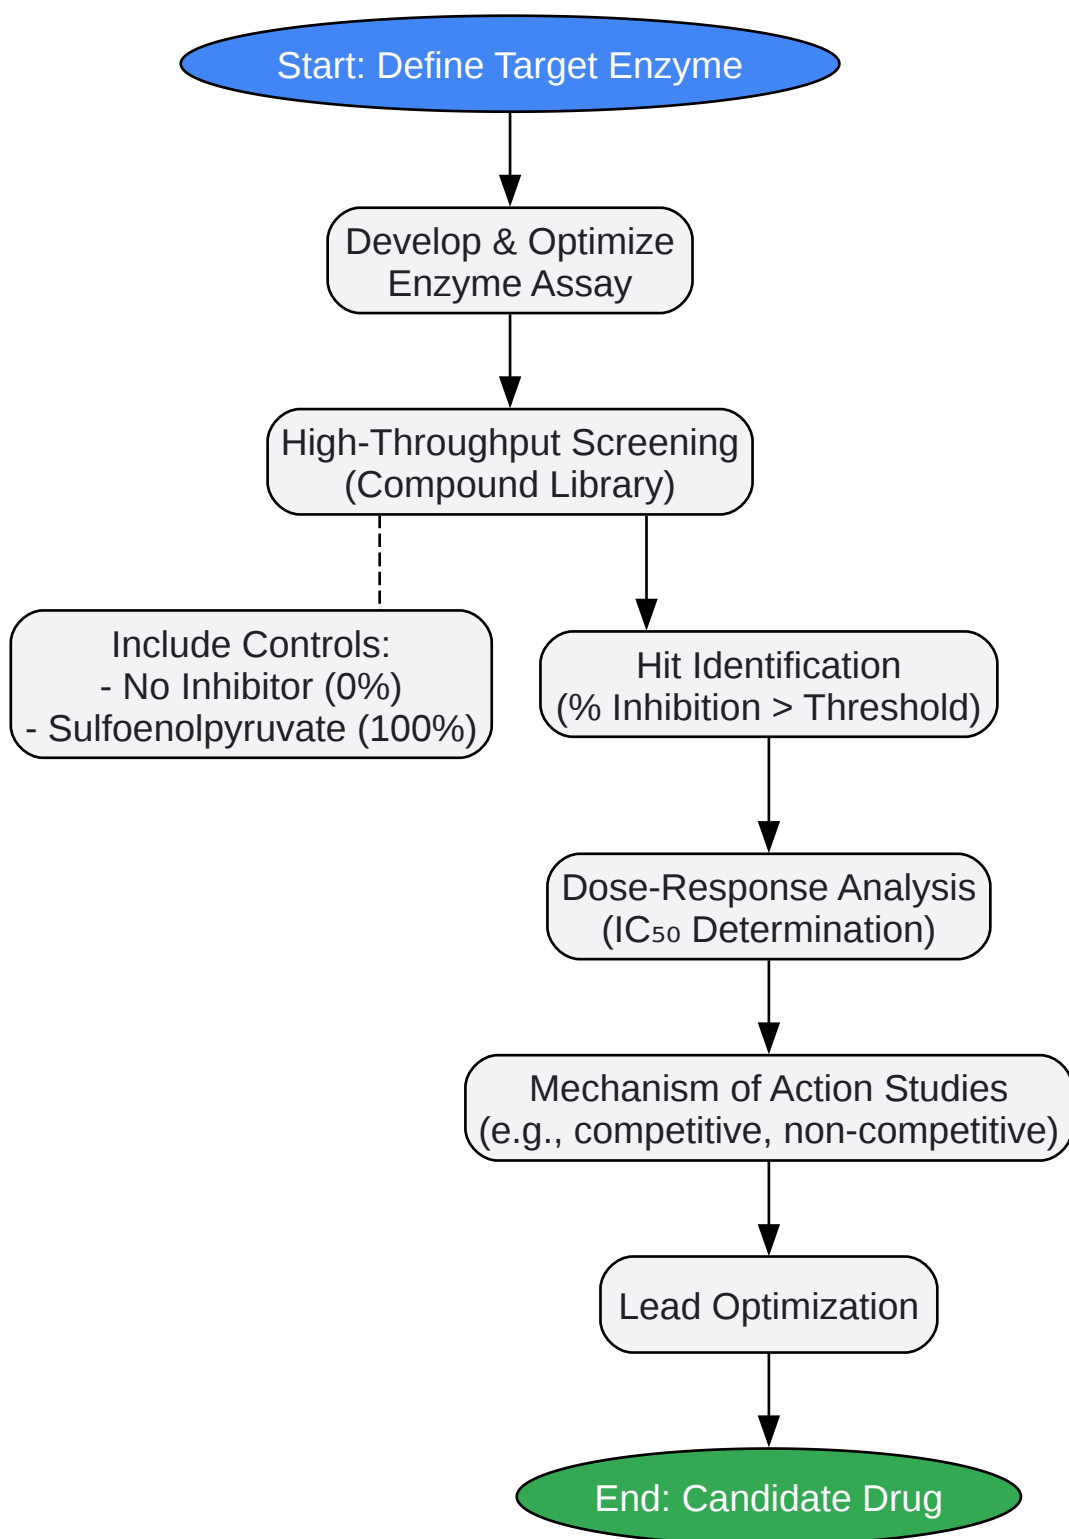 Start: Define Target Enzyme
Develop & Optimize
Enzyme Assay
High-Throughput Screening
(Compound Library)
Include Controls:
- No Inhibitor (0%)
- Sulfoenolpyruvate (100%)
Hit Identification
(% Inhibition > Threshold)
Dose-Response Analysis
(IC₅₀ Determination)
Mechanism of Action Studies
(e.g., competitive, non-competitive)
Lead Optimization
End: Candidate Drug